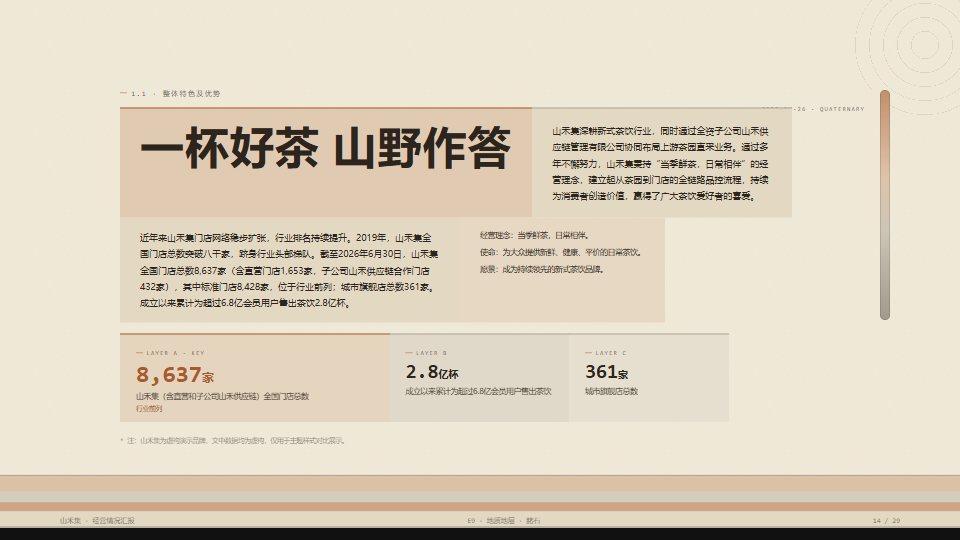 1.1 · 整体特色及优势
-26 · QUATERNARY
一杯好茶 山野作答
山禾集深耕新式茶饮行业，同时通过全资子公司山禾供
应链管理有限公司协同布局上游茶园直采业务。通过多
年不懈努力，山禾集秉持“当季鲜茶，日常相伴”的经
营理念，建立起从茶园到门店的全链路品控流程，持续
为消费者创造价值，赢得了广大茶饮爱好者的喜爱。
近年来山禾集门店网络稳步扩张，行业排名持续提升。2019年，山禾集全
国门店总数突破八千家，跻身行业头部梯队。截至2026年6月30日，山禾集
全国门店总数8,637家（含直营门店1,653家，子公司山禾供应链合作门店
432家），其中标准门店8,428家，位于行业前列；城市旗舰店总数361家。
成立以来累计为超过6.8亿会员用户售出茶饮2.8亿杯。
经营理念：当季鲜茶，日常相伴。
使命：为大众提供新鲜、健康、平价的日常茶饮。
愿景：成为持续领先的新式茶饮品牌。
LAYER A · KEY
8,637家
山禾集（含直营和子公司山禾供应链）全国门店总数
行业前列
LAYER B
2.8亿杯
成立以来累计为超过6.8亿会员用户售出茶饮
LAYER C
361家
城市旗舰店总数
* 注：山禾集为虚构演示品牌，文中数据均为虚构，仅用于主题样式对比展示。
山禾集 · 经营情况汇报
E9 · 地质地层 · 赭石
14 / 29